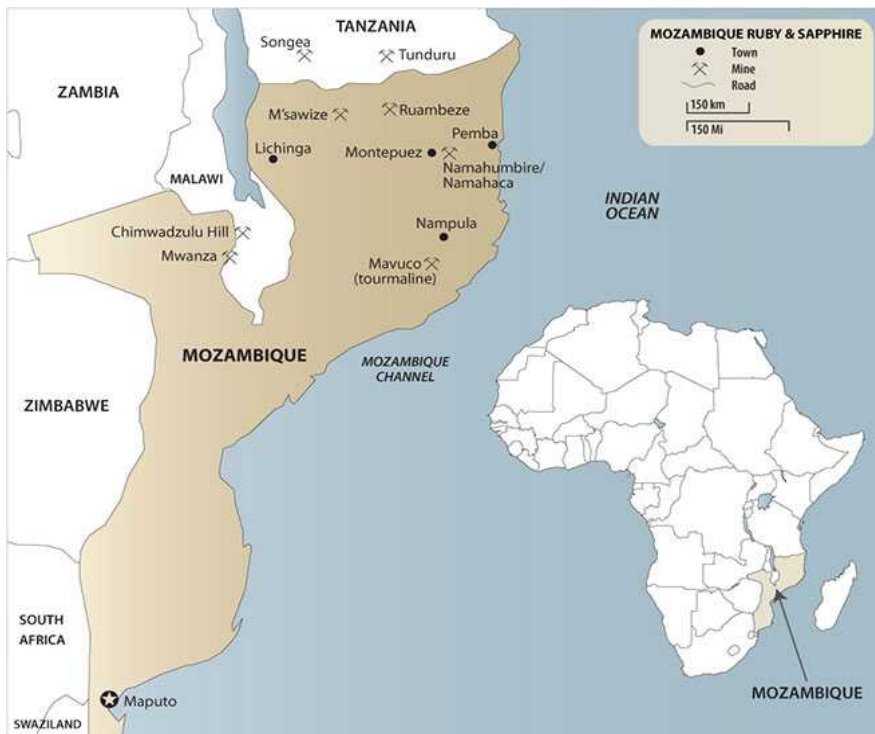 TANZANIA
Songea
Tunduru
ZAMBIA
M'sawize
Ruambeze
Pemba
Lichinga
Montepuez
Namahumbire/
Namahaca
MALAWI
Chimwadzulu Hill
Nampula
Mwanza
Mavuco
(tourmaline)
MOZAMBIQUE
MOZAMBIQUE
CHANNEL
ZIMBABWE
SOUTH
AFRICA
Maputo
SWAZILAND
INDIAN
OCEAN
MOZAMBIQUE RUBY & SAPPHIRE
Town
Mine
Road
150 km
150 Mi
MOZAMBIQUE